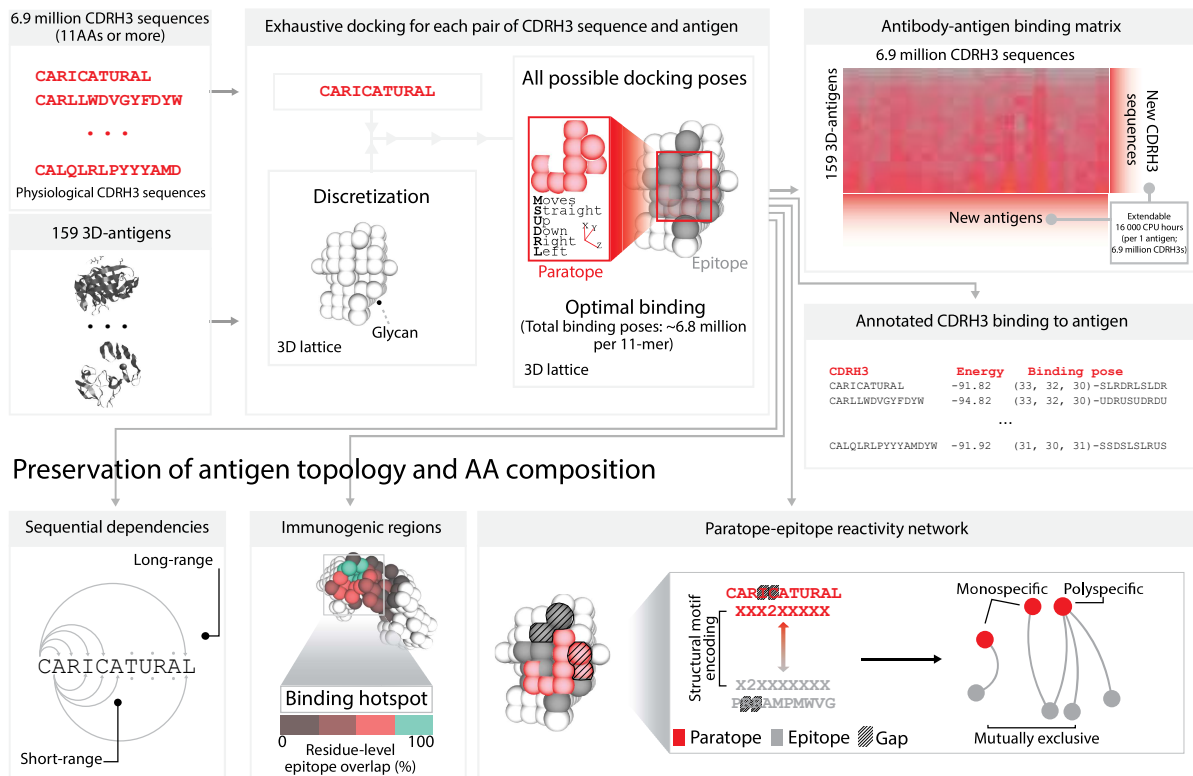 6.9 million CDRH3 sequences
(11AAs or more)
CARICATURAL
CARLLWDVGYFDYW
. . .
CALQLRLPYYYAMD
Physiological CDRH3 sequences
159 3D-antigens
. . .
Exhaustive docking for each pair of CDRH3 sequence and antigen
CARICATURAL
Discretization
Glycan
3D lattice
All possible docking poses
Moves
Straight
Up
Down
Right
Left
X
Y
Z
Paratope
Epitope
Optimal binding
(Total binding poses: ~6.8 million
per 11-mer)
3D lattice
Antibody-antigen binding matrix
6.9 million CDRH3 sequences
159 3D-antigens
New CDRH3
sequences
New antigens
Extendable
16 000 CPU hours
(per 1 antigen;
6.9 million CDRH3s)
Annotated CDRH3 binding to antigen
CDRH3 Energy Binding pose
CARICATURAL -91.82 (33, 32, 30)-SLRDRLSLDR
CARLLWDVGYFDYW -94.82 (33, 32, 30)-UDRUSUDRDU
...
CALQLRLPYYYAMDYW -91.92 (31, 30, 31)-SSDSLSLRUS
Preservation of antigen topology and AA composition
Sequential dependencies
Long-range
CARICATURAL
Short-range
Immunogenic regions
Binding hotspot
0 100
Residue-level
epitope overlap (%)
Paratope-epitope reactivity network
Structural motif
encoding
CARICATURAL
XXX2XXXXX
X2XXXXXXX
AMPMWVG
Monospecific
Polyspecific
Mutually exclusive
Paratope Epitope Gap